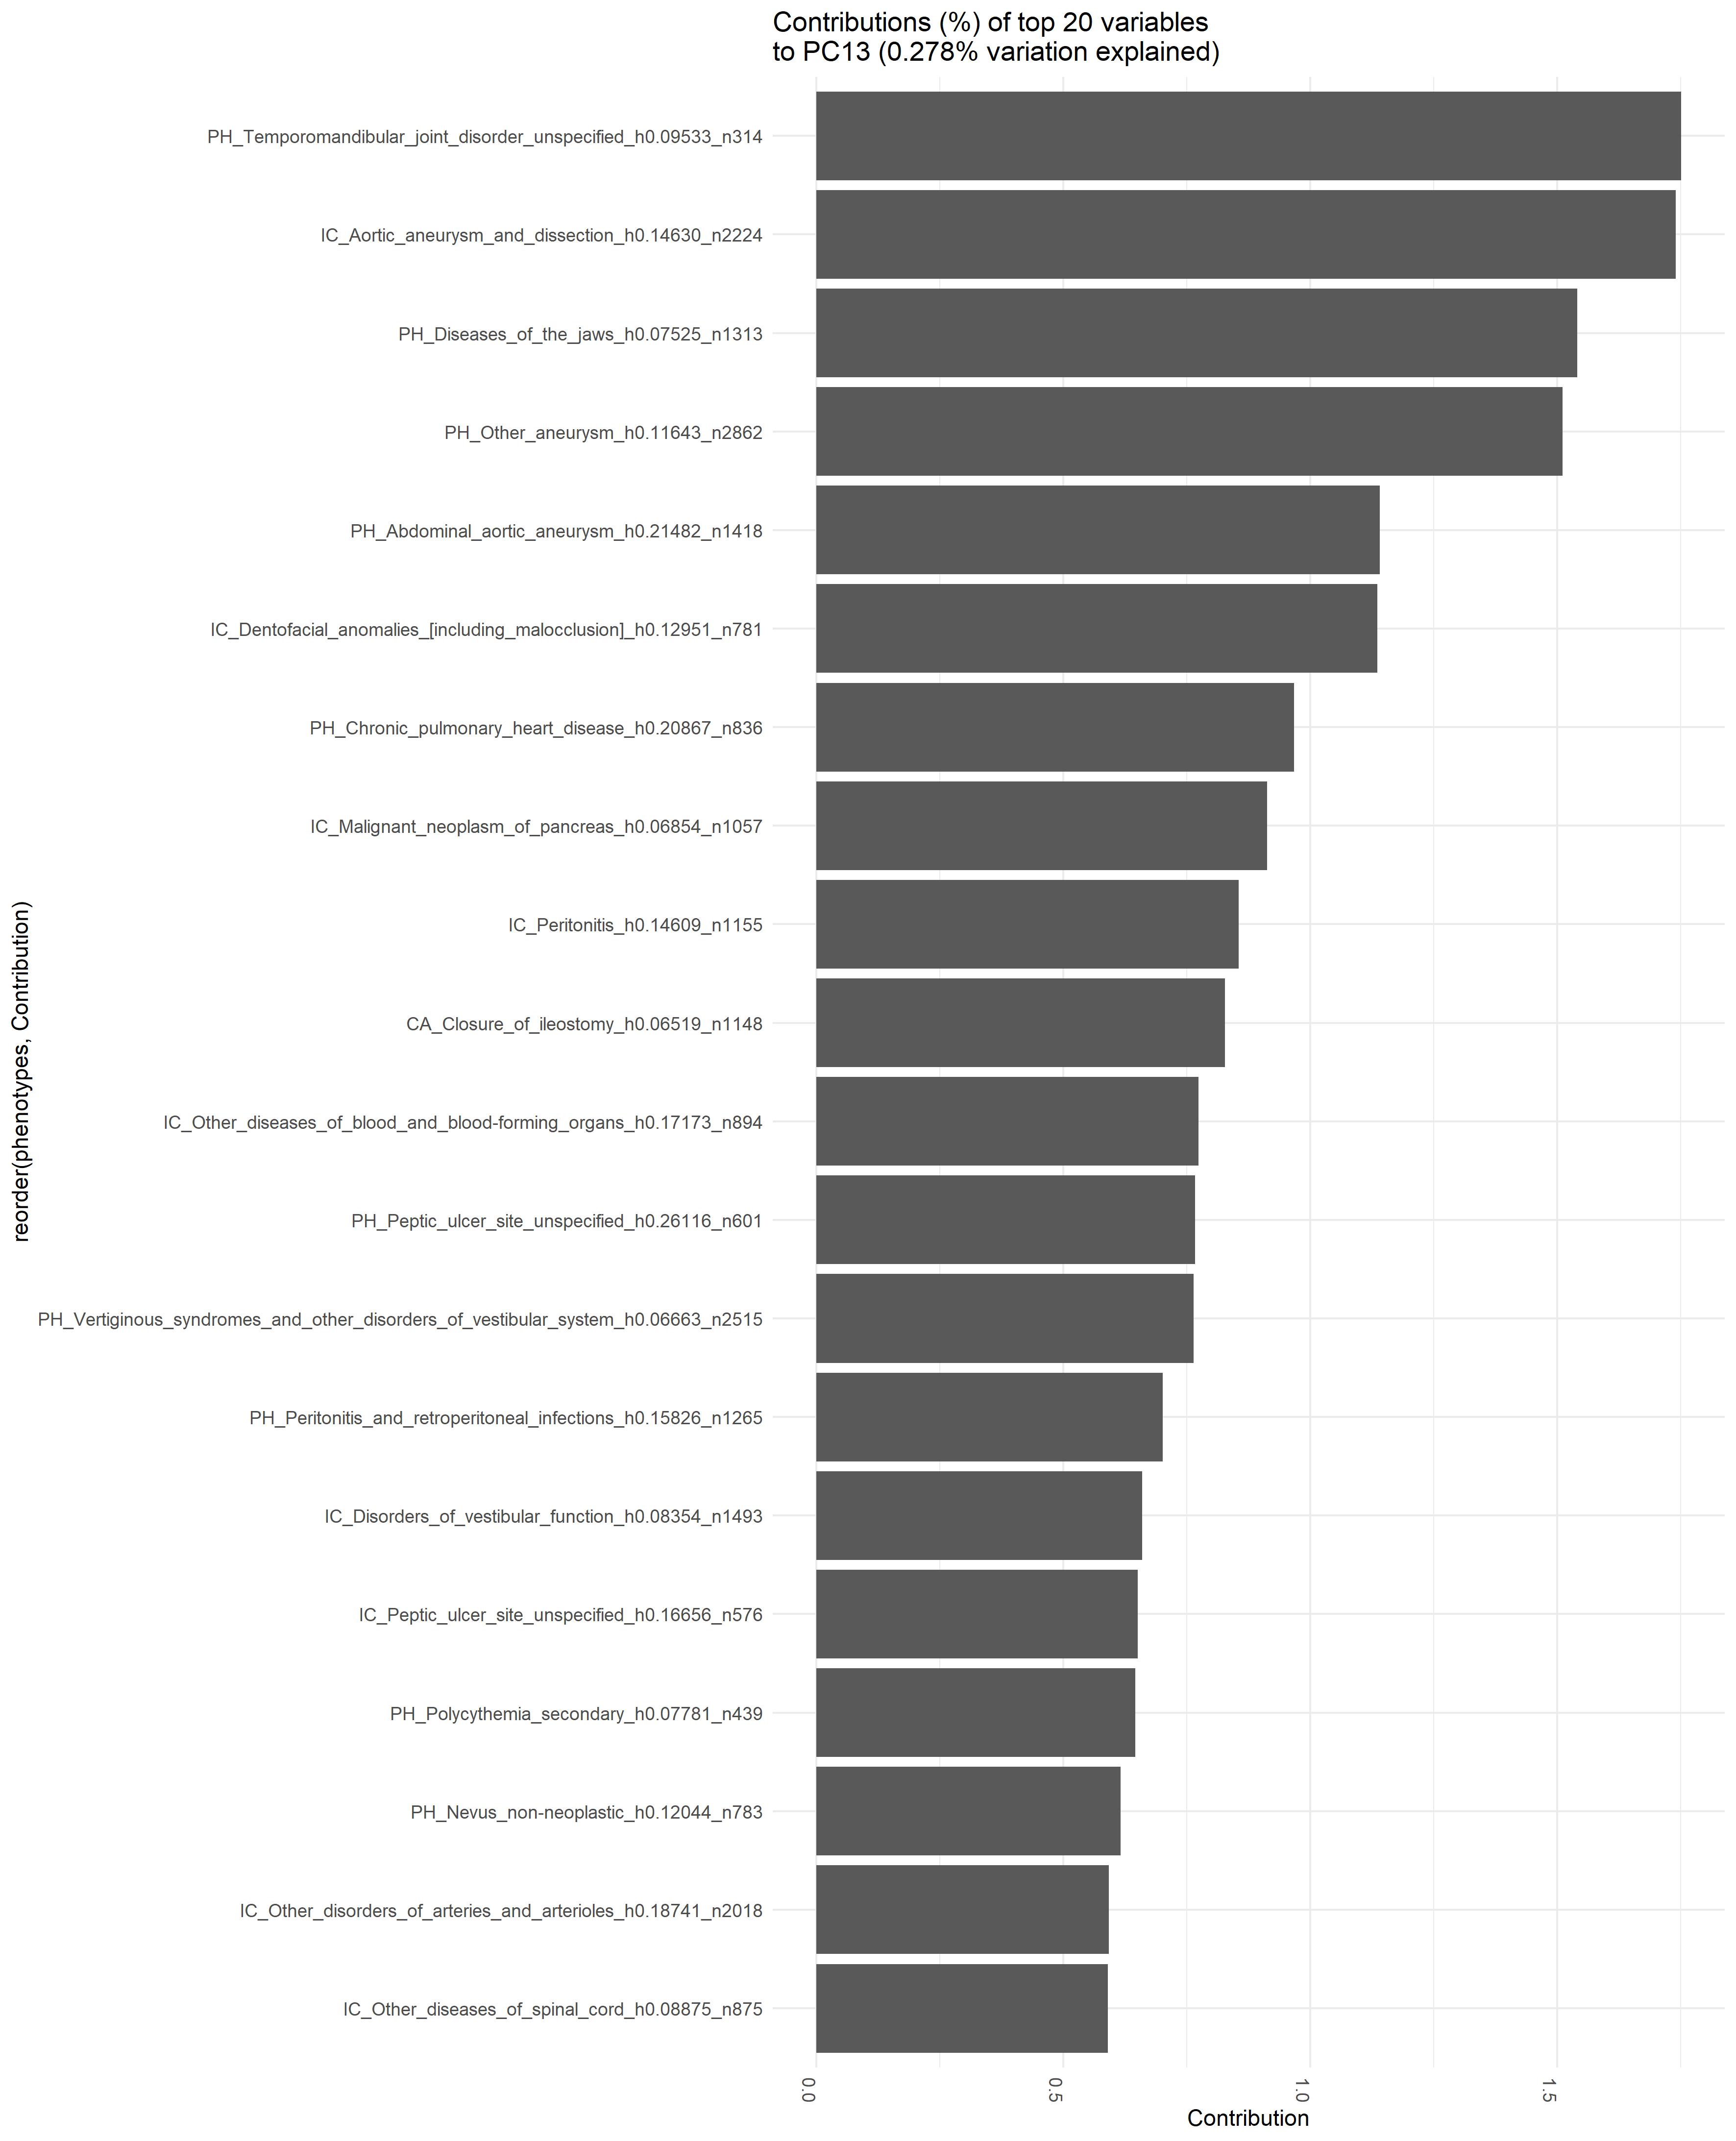 Contributions (%) of top 20 variables
to PC13 (0.278% variation explained)
PH_Temporomandibular_joint_disorder_unspecified_h0.09533_n314
IC_Aortic_aneurysm_and_dissection_h0.14630_n2224
PH_Diseases_of_the_jaws_h0.07525_n1313
PH_Other_aneurysm_h0.11643_n2862
PH_Abdominal_aortic_aneurysm_h0.21482_n1418
IC_Dentofacial_anomalies_[including_malocclusion]_h0.12951_n781
PH_Chronic_pulmonary_heart_disease_h0.20867_n836
IC_Malignant_neoplasm_of_pancreas_h0.06854_n1057
IC_Peritonitis_h0.14609_n1155
CA_Closure_of_ileostomy_h0.06519_n1148
IC_Other_diseases_of_blood_and_blood-forming_organs_h0.17173_n894
PH_Peptic_ulcer_site_unspecified_h0.26116_n601
PH_Vertiginous_syndromes_and_other_disorders_of_vestibular_system_h0.06663_n2515
PH_Peritonitis_and_retroperitoneal_infections_h0.15826_n1265
IC_Disorders_of_vestibular_function_h0.08354_n1493
IC_Peptic_ulcer_site_unspecified_h0.16656_n576
PH_Polycythemia_secondary_h0.07781_n439
PH_Nevus_non-neoplastic_h0.12044_n783
IC_Other_disorders_of_arteries_and_arterioles_h0.18741_n2018
IC_Other_diseases_of_spinal_cord_h0.08875_n875
reorder(phenotypes, Contribution)
0.0
0.5
1.0
1.5
Contribution